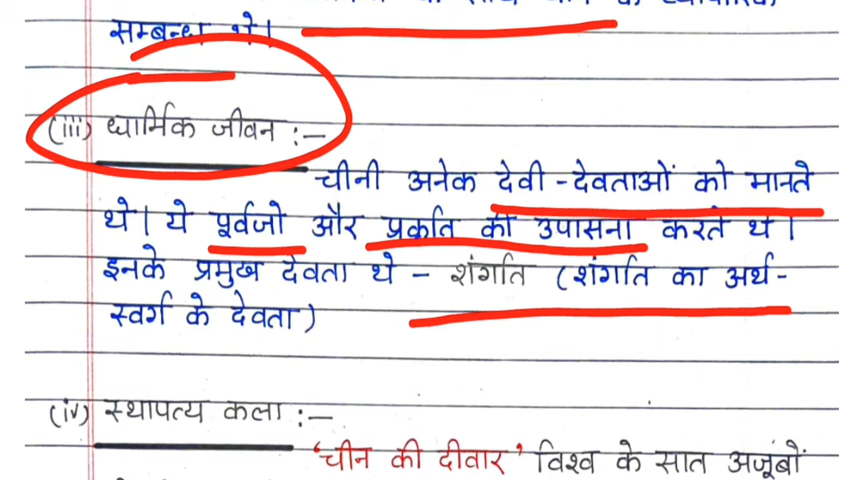 के साथ चीन के व्यापारिक
सम्बन्ध थे।
(iii) धार्मिक जीवन :-
चीनी अनेक देवी-देवताओं को मानते
थे। ये पूर्वजो और प्रकति की उपासना करते थे।
इनके प्रमुख देवता थे - शंगति (शंगति का अर्थ-
स्वर्ग के देवता)
(iv) स्थापत्य कला :-
'चीन की दीवार' विश्व के सात अजूबों